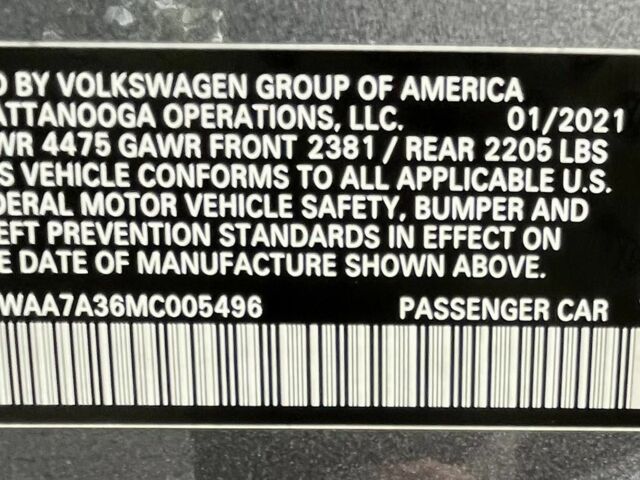 D BY VOLKSWAGEN GROUP OF AMERICA
ATTANOOGA OPERATIONS, LLC. 01/2021
WR 4475 GAWR FRONT 2381 / REAR 2205 LBS
S VEHICLE CONFORMS TO ALL APPLICABLE U.S.
DERAL MOTOR VEHICLE SAFETY, BUMPER AND
EFT PREVENTION STANDARDS IN EFFECT ON
E DATE OF MANUFACTURE SHOWN ABOVE.
WAA7A36MC005496 PASSENGER CAR